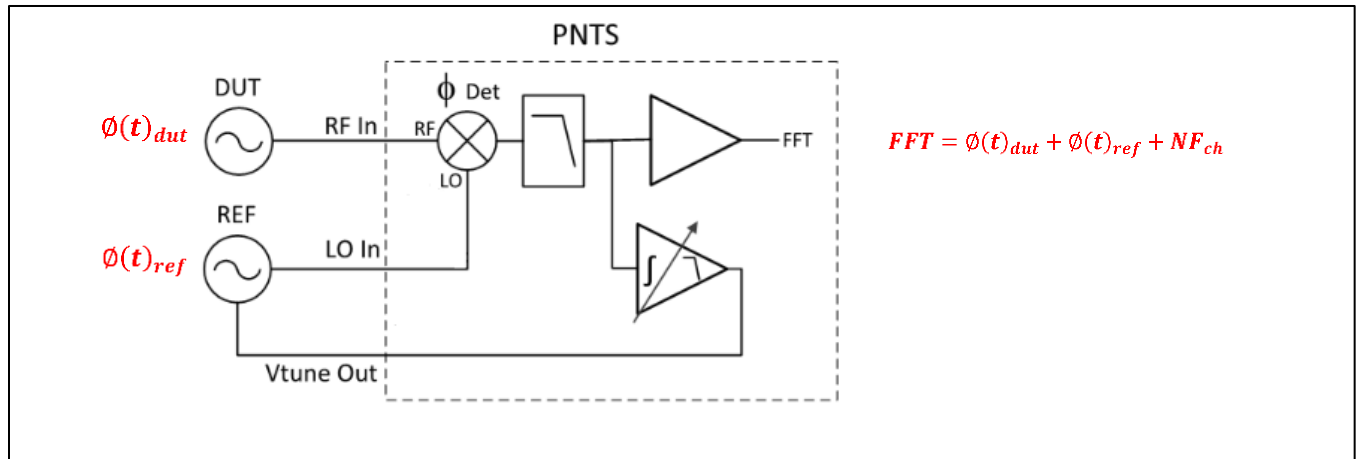 PNTS
DUT
ϕ Det
∅(t)dut
RF In
RF
FFT
FFT = ∅(t)dut + ∅(t)ref + NFch
LO
REF
LO In
∅(t)ref
∫
Vtune Out